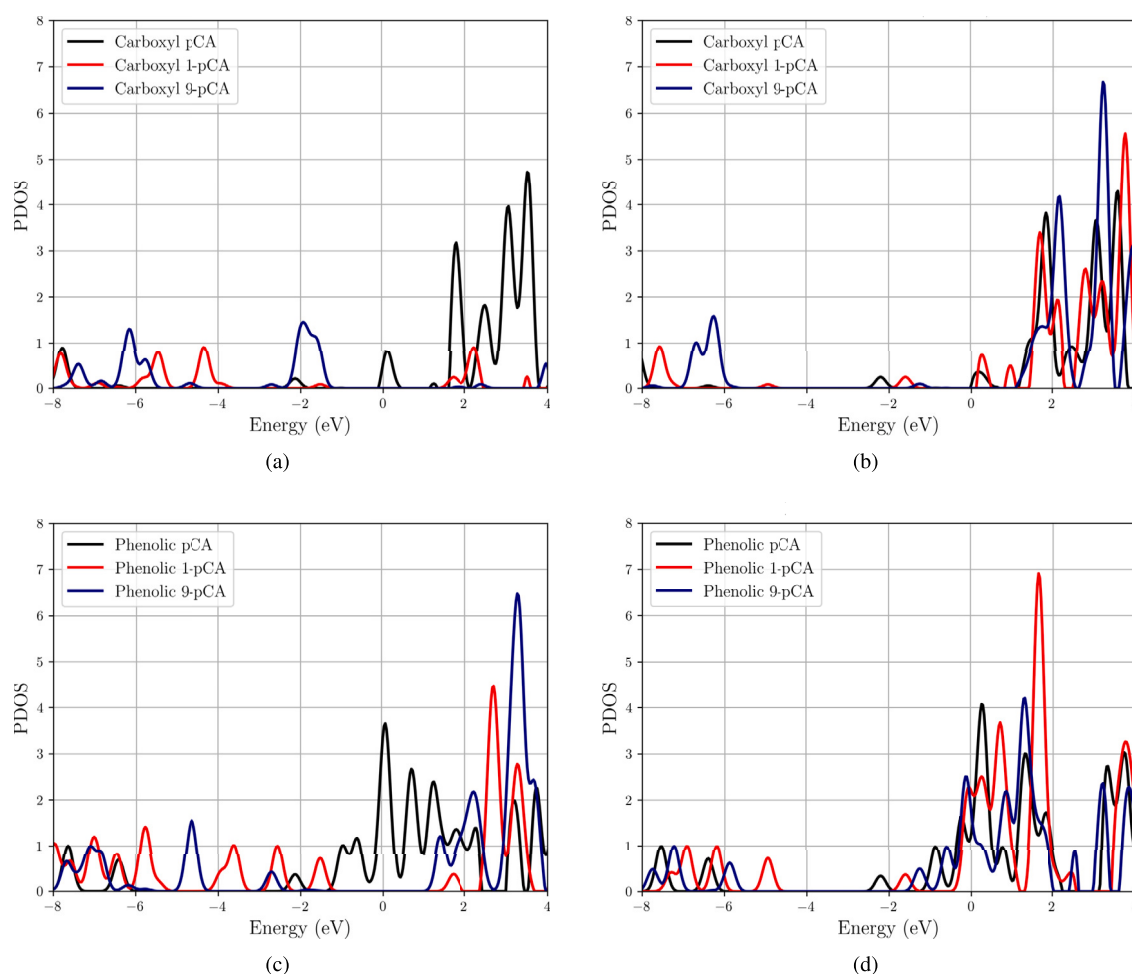 8
7
6
5
4
3
2
1
0
PDOS
Carboxyl pCA
Carboxyl 1-pCA
Carboxyl 9-pCA
−8 −6 −4 −2 0 2 4
Energy (eV)
(a)
8
7
6
5
4
3
2
1
0
PDOS
Carboxyl pCA
Carboxyl 1-pCA
Carboxyl 9-pCA
−8 −6 −4 −2 0 2
Energy (eV)
(b)
8
7
6
5
4
3
2
1
0
PDOS
Phenolic pCA
Phenolic 1-pCA
Phenolic 9-pCA
−8 −6 −4 −2 0 2 4
Energy (eV)
(c)
8
7
6
5
4
3
2
1
0
PDOS
Phenolic pCA
Phenolic 1-pCA
Phenolic 9-pCA
−8 −6 −4 −2 0 2
Energy (eV)
(d)